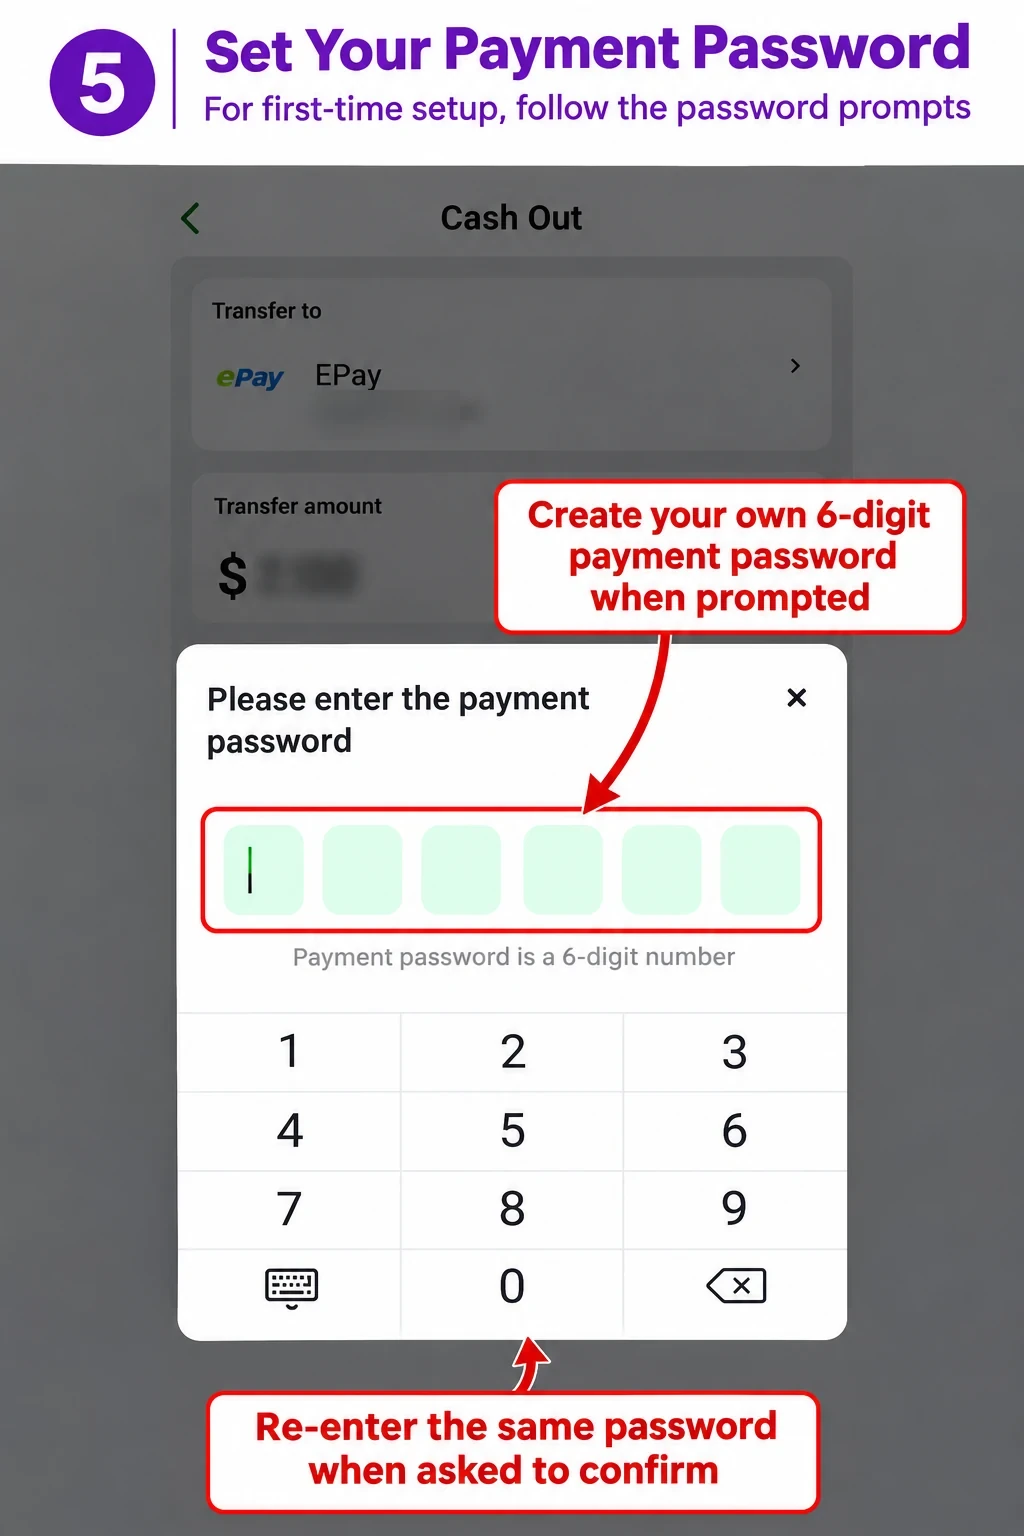 5
Set Your Payment Password
For first-time setup, follow the password prompts
Cash Out
Transfer to
ePay EPay
Transfer amount
$
Create your own 6-digit
payment password
when prompted
Please enter the payment
password
Payment password is a 6-digit number
1 2 3
4 5 6
7 8 9
0
Re-enter the same password
when asked to confirm